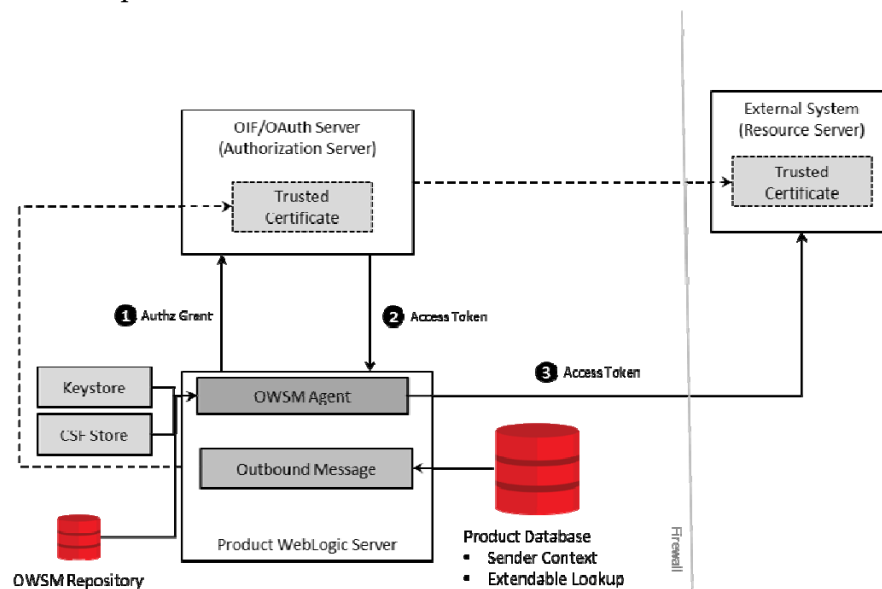 OIF/OAuth Server
(Authorization Server)
Trusted
Certificate
External System
(Resource Server)
Trusted
Certificate
1 Authz Grant
2 Access Token
3 Access Token
Keystore
CSF Store
OWSM Agent
Outbound Message
Product WebLogic Server
OWSM Repository
Product Database
▪ Sender Context
▪ Extendable Lookup
Firewall